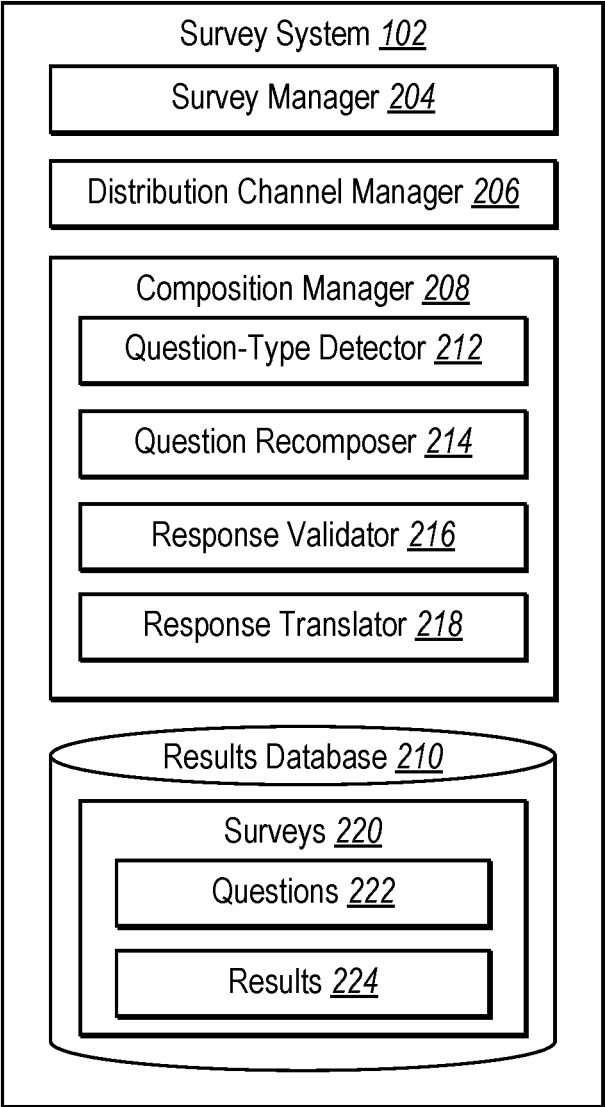 Survey System 102
Survey Manager 204
Distribution Channel Manager 206
Composition Manager 208
Question-Type Detector 212
Question Recomposer 214
Response Validator 216
Response Translator 218
Results Database 210
Surveys 220
Questions 222
Results 224